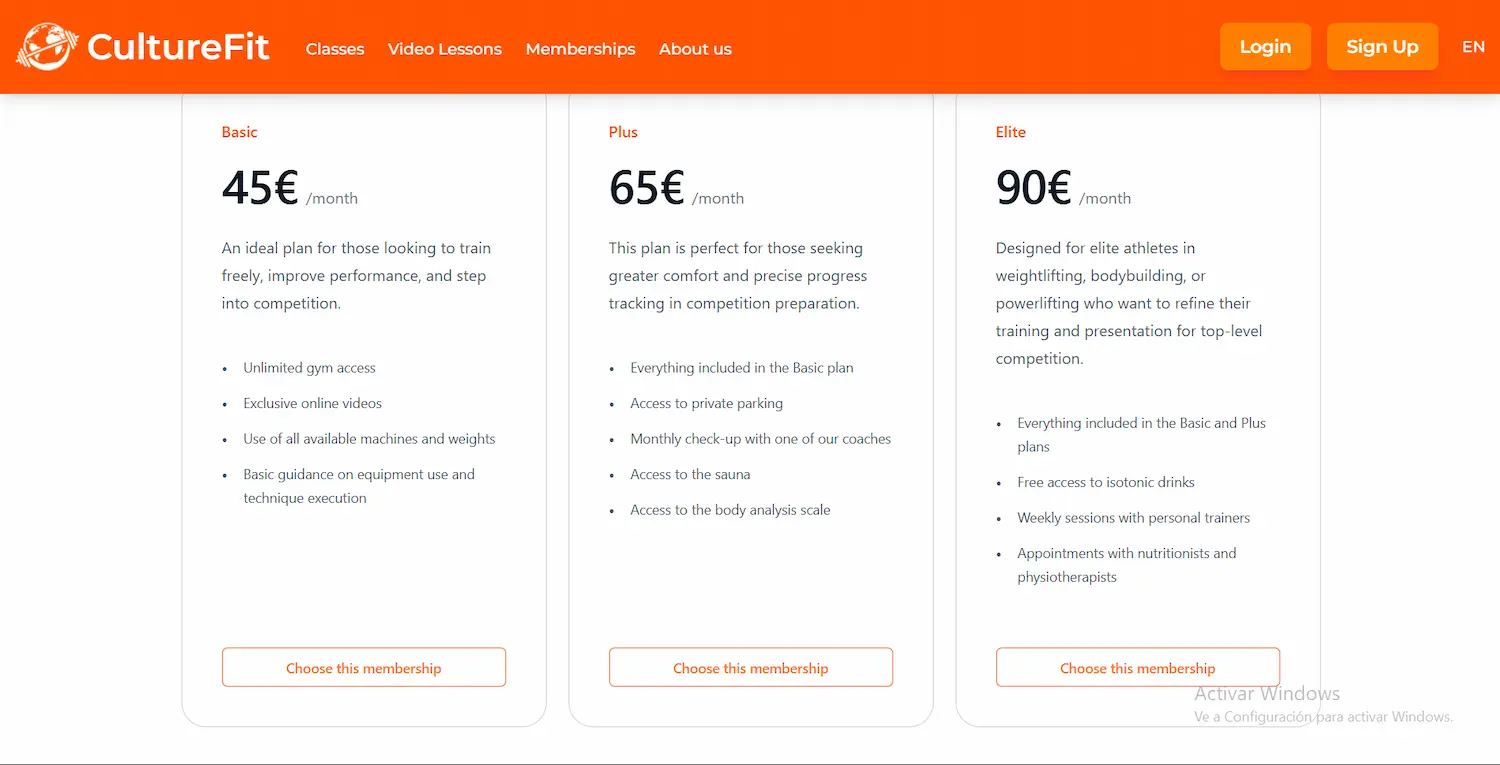 CultureFit
Classes
Video Lessons
Memberships
About us
Login
Sign Up
EN
Basic
45€ /month
An ideal plan for those looking to train
freely, improve performance, and step
into competition.
• Unlimited gym access
• Exclusive online videos
• Use of all available machines and weights
• Basic guidance on equipment use and
technique execution
Choose this membership
Plus
65€ /month
This plan is perfect for those seeking
greater comfort and precise progress
tracking in competition preparation.
• Everything included in the Basic plan
• Access to private parking
• Monthly check-up with one of our coaches
• Access to the sauna
• Access to the body analysis scale
Choose this membership
Elite
90€ /month
Designed for elite athletes in
weightlifting, bodybuilding, or
powerlifting who want to refine their
training and presentation for top-level
competition.
• Everything included in the Basic and Plus
plans
• Free access to isotonic drinks
• Weekly sessions with personal trainers
• Appointments with nutritionists and
physiotherapists
Choose this membership
Activar Windows
Ve a Configuración para activar Windows.